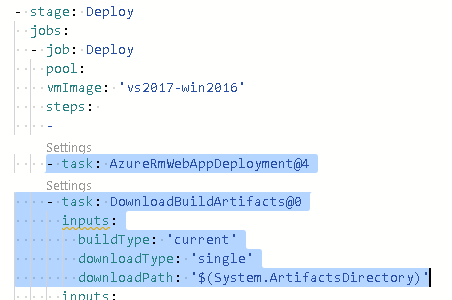 - stage: Deploy
jobs:
- job: Deploy
pool:
vmImage: 'vs2017-win2016'
steps:
-
Settings
- task: AzureRmWebAppDeployment@4
Settings
- task: DownloadBuildArtifacts@0
inputs:
buildType: 'current'
downloadType: 'single'
downloadPath: '$(System.ArtifactsDirectory)'
inputs: